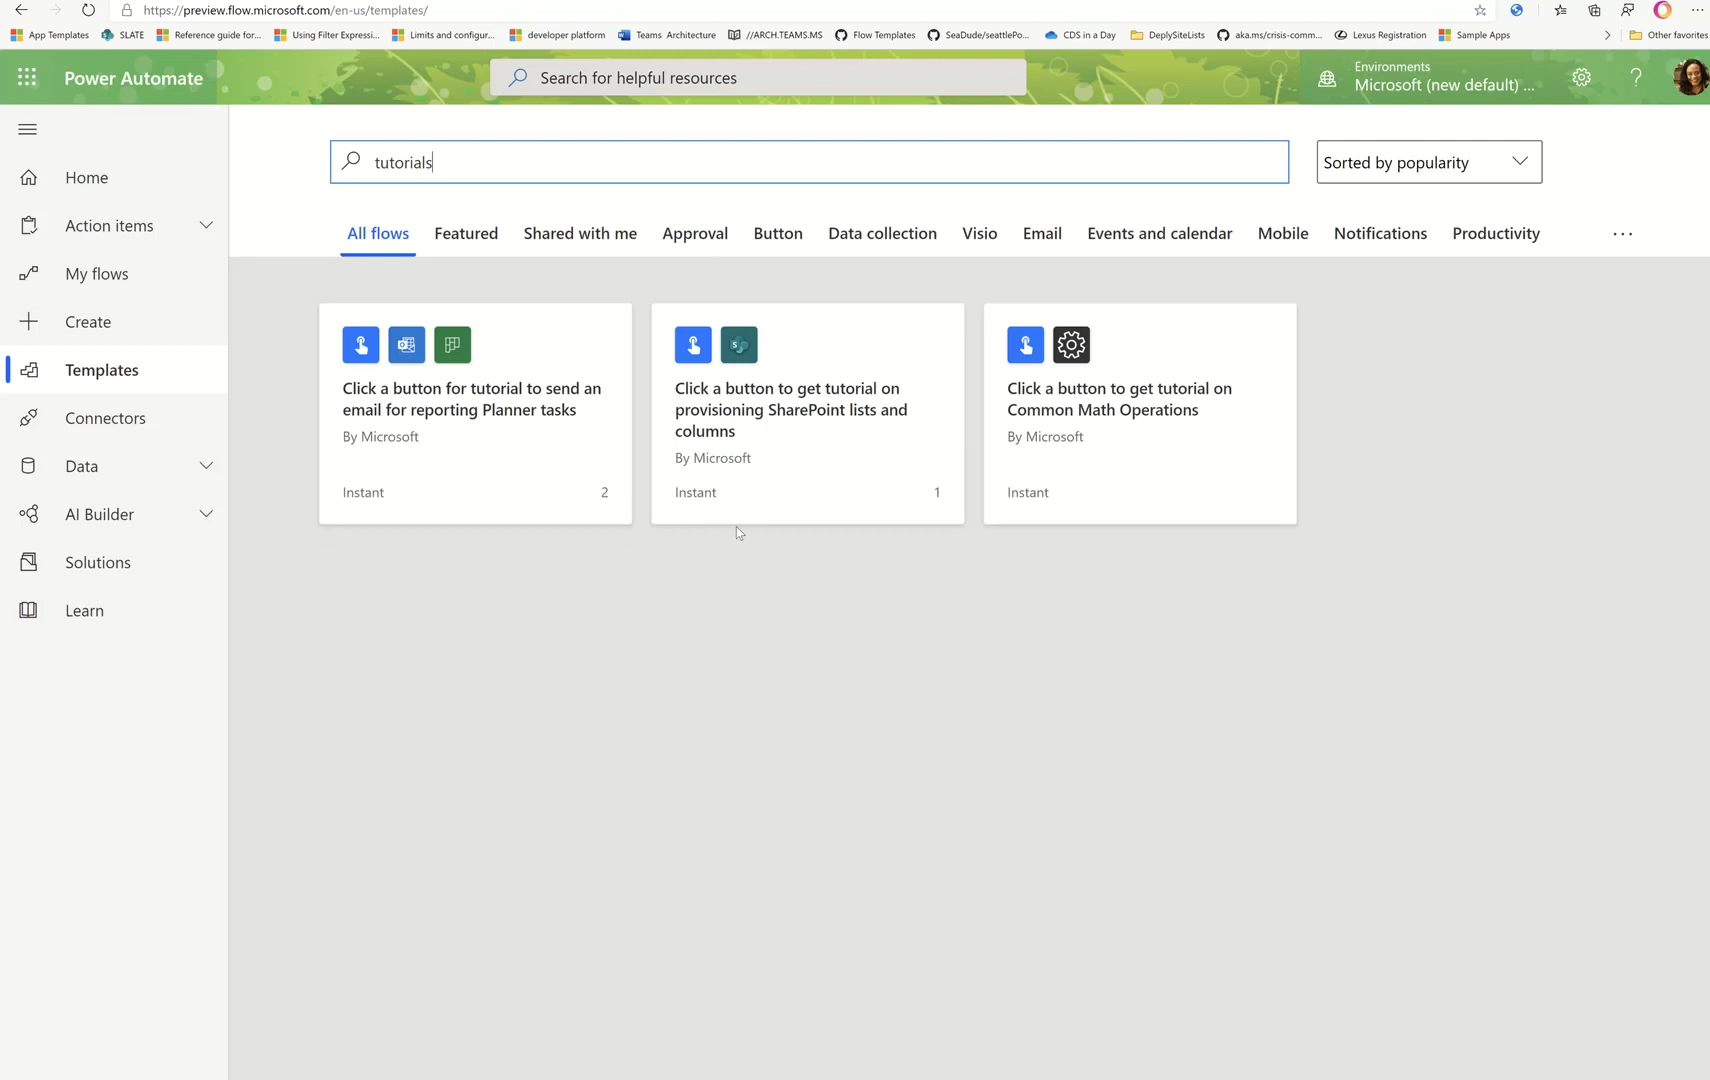 https://preview.flow.microsoft.com/en-us/templates/
App Templates SLATE Reference guide for... Using Filter Expressi... Limits and configur... developer platform Teams Architecture //ARCH.TEAMS.MS Flow Templates SeaDude/seattlePo... CDS in a Day DeplySiteLists aka.ms/crisis-comm... Lexus Registration Sample Apps Other favorites
Power Automate
Search for helpful resources
Environments
Microsoft (new default) ...
tutorials
Sorted by popularity
Home
Action items
My flows
Create
Templates
Connectors
Data
AI Builder
Solutions
Learn
All flows Featured Shared with me Approval Button Data collection Visio Email Events and calendar Mobile Notifications Productivity ...
Click a button for tutorial to send an
email for reporting Planner tasks
By Microsoft
Instant 2
Click a button to get tutorial on
provisioning SharePoint lists and
columns
By Microsoft
Instant 1
Click a button to get tutorial on
Common Math Operations
By Microsoft
Instant